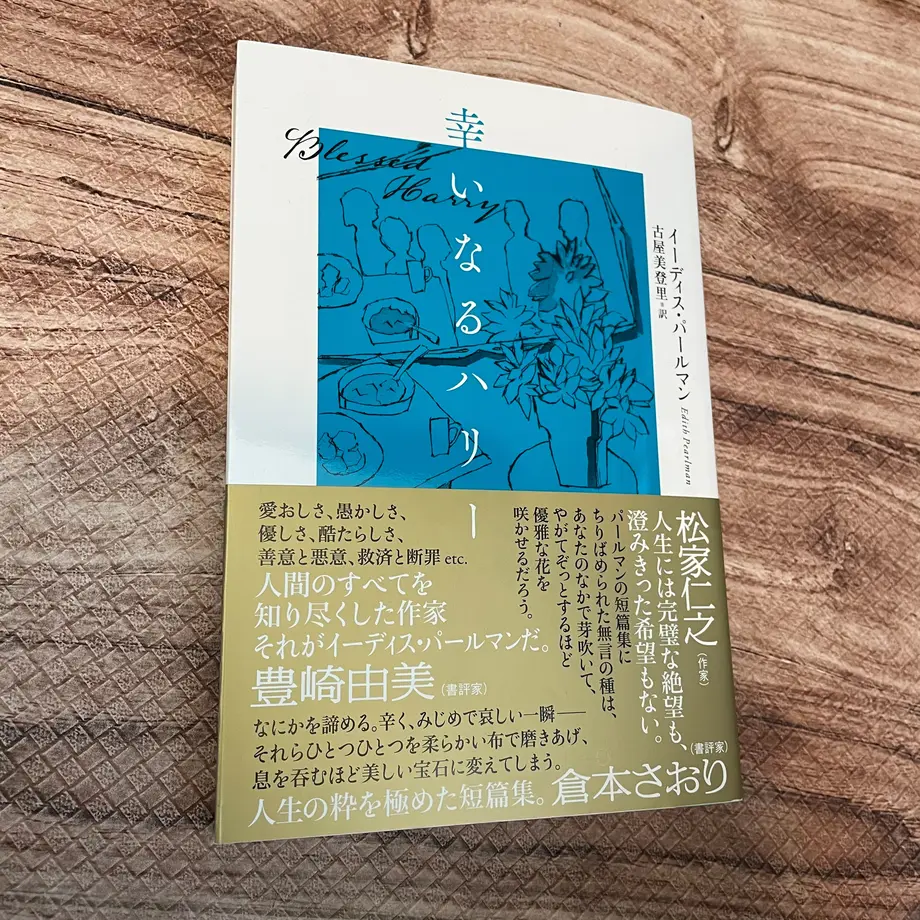 幸いなるハリー
Blessed
Harry
イーディス・パールマン Edith Pearlman
古屋美登里＝訳
松家仁之（作家）
人生には完璧な絶望も、
澄みきった希望もない。
パールマンの短篇集に
ちりばめられた無言の種は、
あなたのなかで芽吹いて、
やがてぞっとするほど
優雅な花を
咲かせるだろう。
愛おしさ、愚かしさ、
優しさ、酷たらしさ、
善意と悪意、救済と断罪 etc.
人間のすべてを
知り尽くした作家
それがイーディス・パールマンだ。
豊崎由美（書評家）
なにかを諦める。辛く、みじめで哀しい一瞬――
それらひとつひとつを柔らかい布で磨きあげ、
息を呑むほど美しい宝石に変えてしまう。
人生の粋を極めた短篇集。倉本さおり（書評家）